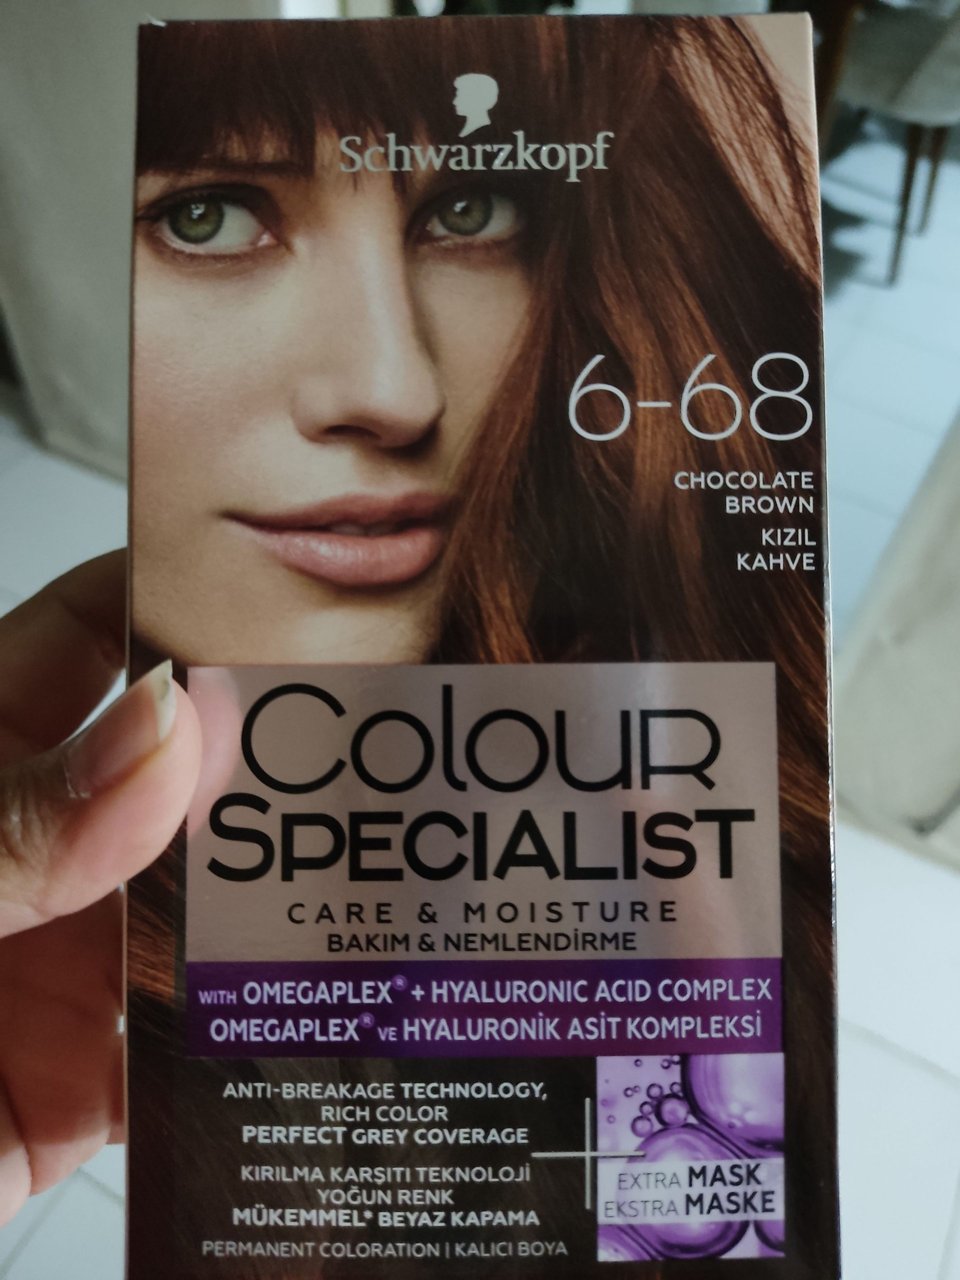 Schwarzkopf
6-68
CHOCOLATE
BROWN
KIZIL
KAHVE
Colour
SPECIALIST
CARE & MOISTURE
BAKIM & NEMLENDİRME
WITH OMEGAPLEX® + HYALURONIC ACID COMPLEX
OMEGAPLEX® VE HYALURONİK ASİT KOMPLEKSİ
ANTI-BREAKAGE TECHNOLOGY,
RICH COLOR
PERFECT GREY COVERAGE
KIRILMA KARŞITI TEKNOLOJİ
YOĞUN RENK
MÜKEMMEL* BEYAZ KAPAMA
EXTRA MASK
EKSTRA MASKE
PERMANENT COLORATION | KALICI BOYA